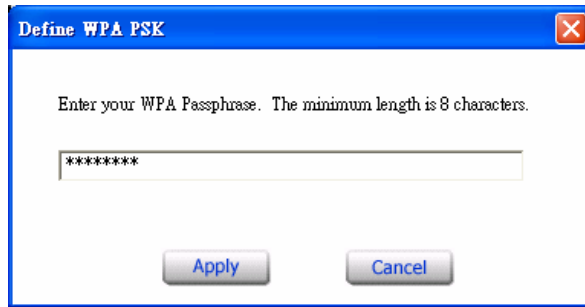 Define WPA PSK
Enter your WPA Passphrase. The minimum length is 8 characters.
********
Apply Cancel